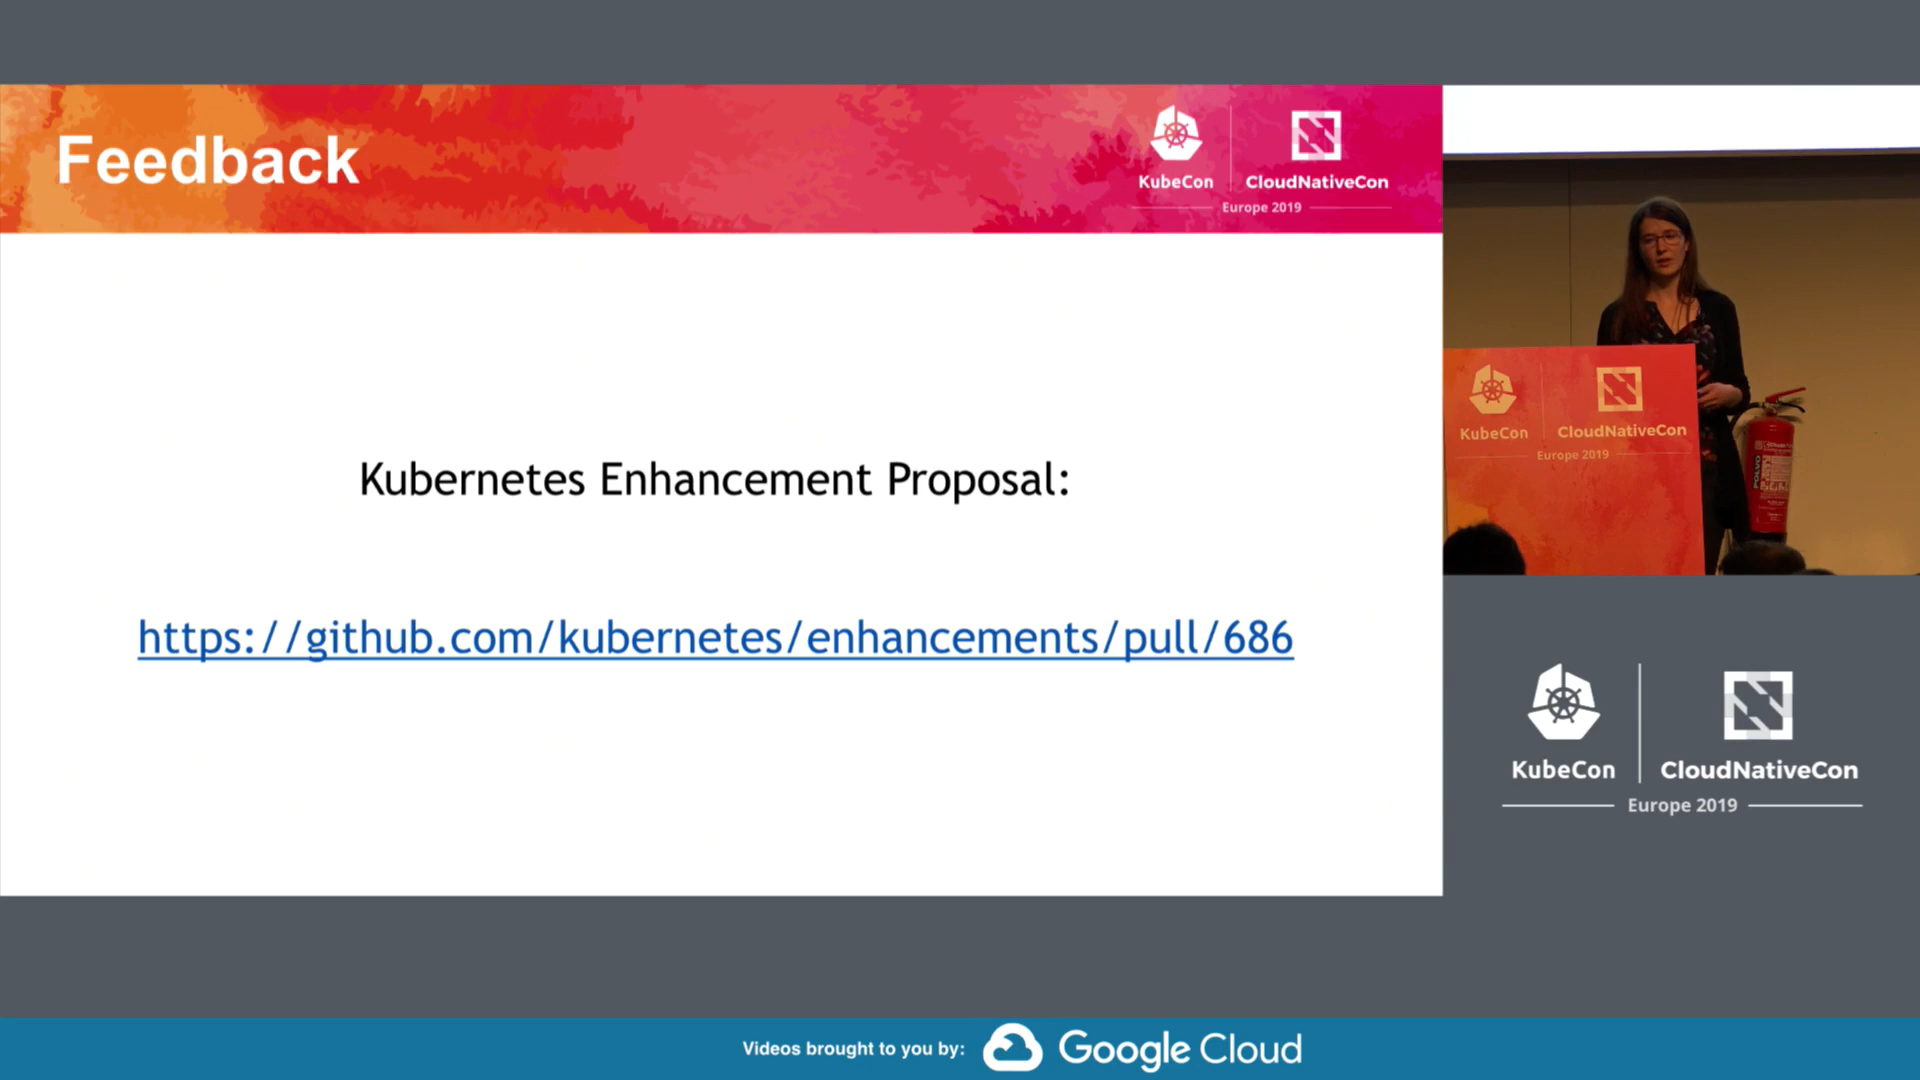 Feedback
KubeCon
CloudNativeCon
Europe 2019
Kubernetes Enhancement Proposal:
https://github.com/kubernetes/enhancements/pull/686
KubeCon
CloudNativeCon
Europe 2019
POLVO
KubeCon
CloudNativeCon
Europe 2019
Videos brought to you by:
Google Cloud